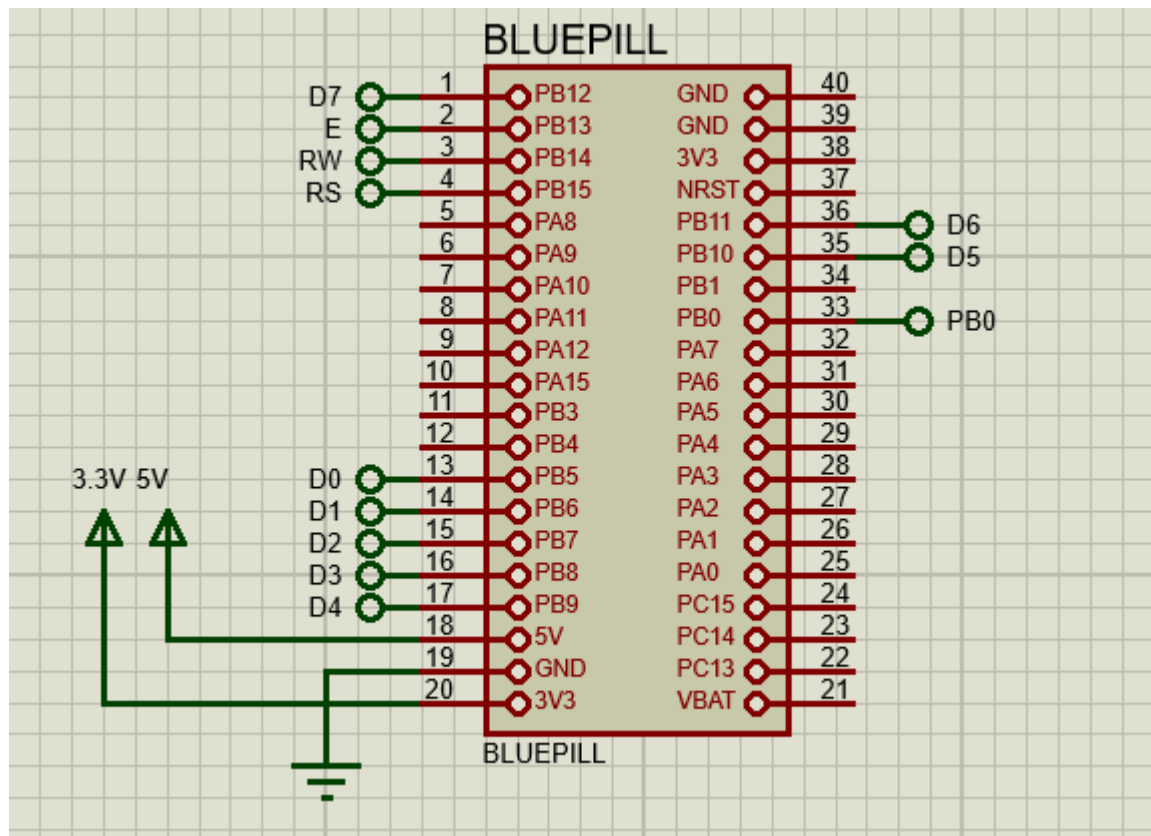 BLUEPILL
D7 1 PB12 GND 40
E 2 PB13 GND 39
RW 3 PB14 3V3 38
RS 4 PB15 NRST 37
5 PA8 PB11 36 D6
6 PA9 PB10 35 D5
7 PA10 PB1 34
8 PA11 PB0 33 PB0
9 PA12 PA7 32
10 PA15 PA6 31
11 PB3 PA5 30
12 PB4 PA4 29
3.3V 5V D0 13 PB5 PA3 28
D1 14 PB6 PA2 27
D2 15 PB7 PA1 26
D3 16 PB8 PA0 25
D4 17 PB9 PC15 24
18 5V PC14 23
19 GND PC13 22
20 3V3 VBAT 21
BLUEPILL